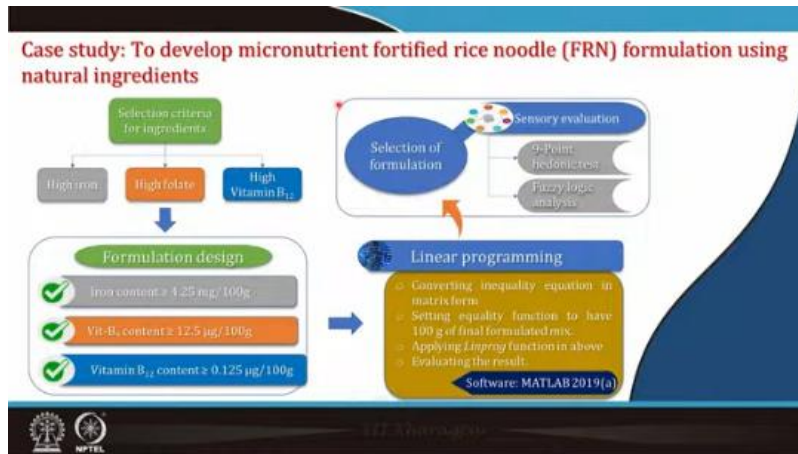 Case study: To develop micronutrient fortified rice noodle (FRN) formulation using
natural ingredients
Selection criteria
for ingredients
High iron
High folate
High
Vitamin B12
Formulation design
Iron content ≥ 4.25 mg/100g
Vit-B9 content ≥ 12.5 µg/100g
Vitamin B12 content ≥ 0.125 µg/100g
Selection of
formulation
Sensory evaluation
9-Point
hedonic test
Fuzzy logic
analysis
Linear programming
Converting inequality equation in
matrix form
Setting equality function to have
100 g of final formulated mix.
Applying Linprog function in above
Evaluating the result.
Software: MATLAB 2019(a)
NPTEL